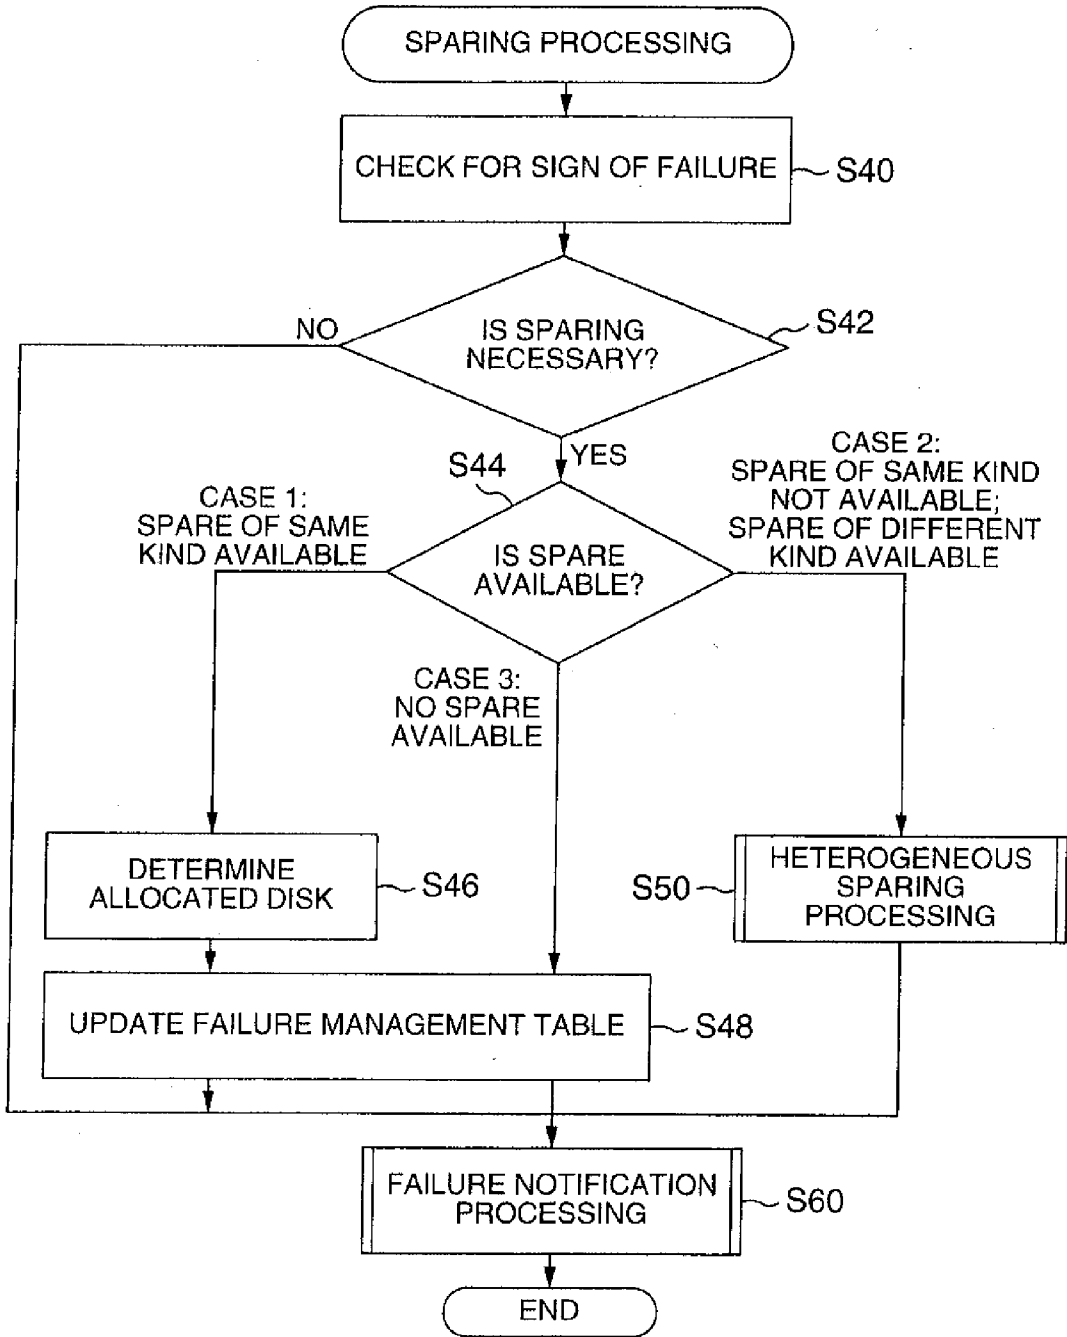 SPARING PROCESSING
CHECK FOR SIGN OF FAILURE
S40
IS SPARING
NECESSARY?
S42
NO
YES
S44
CASE 1:
SPARE OF SAME
KIND AVAILABLE
IS SPARE
AVAILABLE?
CASE 2:
SPARE OF SAME KIND
NOT AVAILABLE;
SPARE OF DIFFERENT
KIND AVAILABLE
CASE 3:
NO SPARE
AVAILABLE
DETERMINE
ALLOCATED DISK
S46
S50
HETEROGENEOUS
SPARING
PROCESSING
UPDATE FAILURE MANAGEMENT TABLE
S48
FAILURE NOTIFICATION
PROCESSING
S60
END